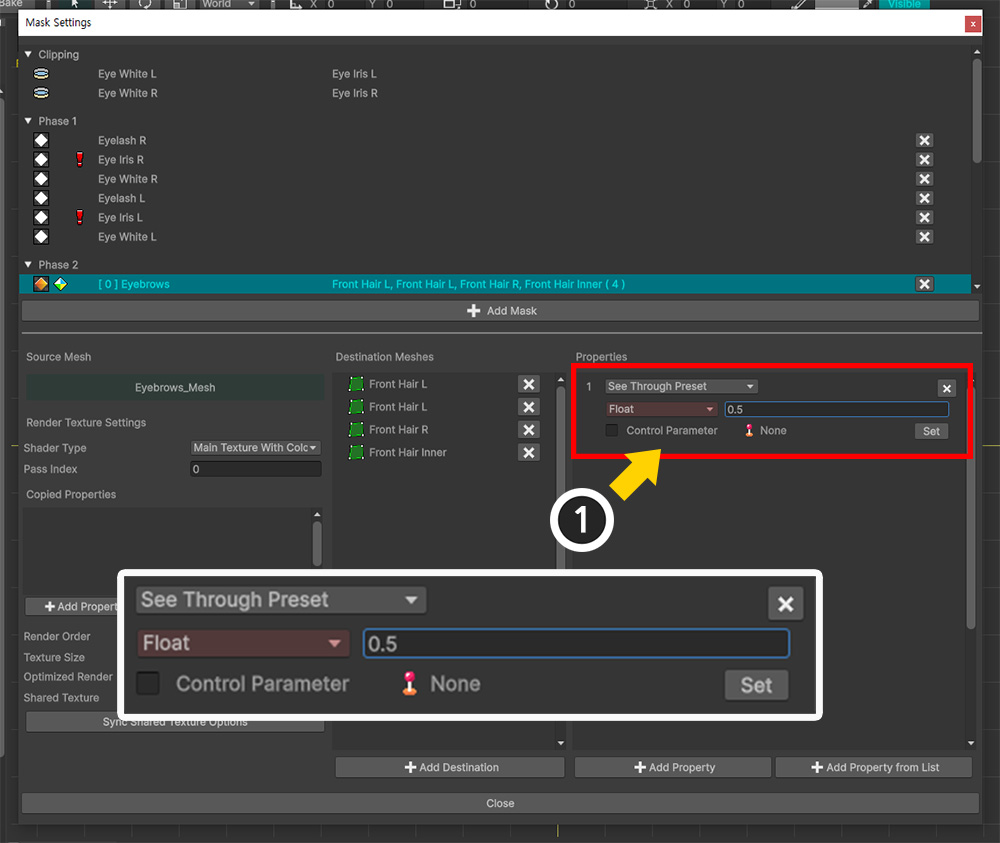 Bake World X 0 Y 0 0 0 X 0 Y 0 Visible
Mask Settings x
Clipping
Eye White L Eye Iris L
Eye White R Eye Iris R
Phase 1
Eyelash R
Eye Iris R
Eye White R
Eyelash L
Eye Iris L
Eye White L
Phase 2
[ 0 ] Eyebrows Front Hair L, Front Hair L, Front Hair R, Front Hair Inner ( 4 )
Add Mask
Source Mesh
Eyebrows_Mesh
Render Texture Settings
Shader Type Main Texture With Colc
Pass Index 0
Copied Properties
Add Propert
Render Order
Texture Size
Optimized Render
Shared Texture
Sync Shared Texture Options
Destination Meshes
Front Hair L
Front Hair L
Front Hair R
Front Hair Inner
Add Destination
Properties
1 See Through Preset
Float 0.5
Control Parameter None Set
1
See Through Preset
Float 0.5
Control Parameter None Set
Add Property Add Property from List
Close